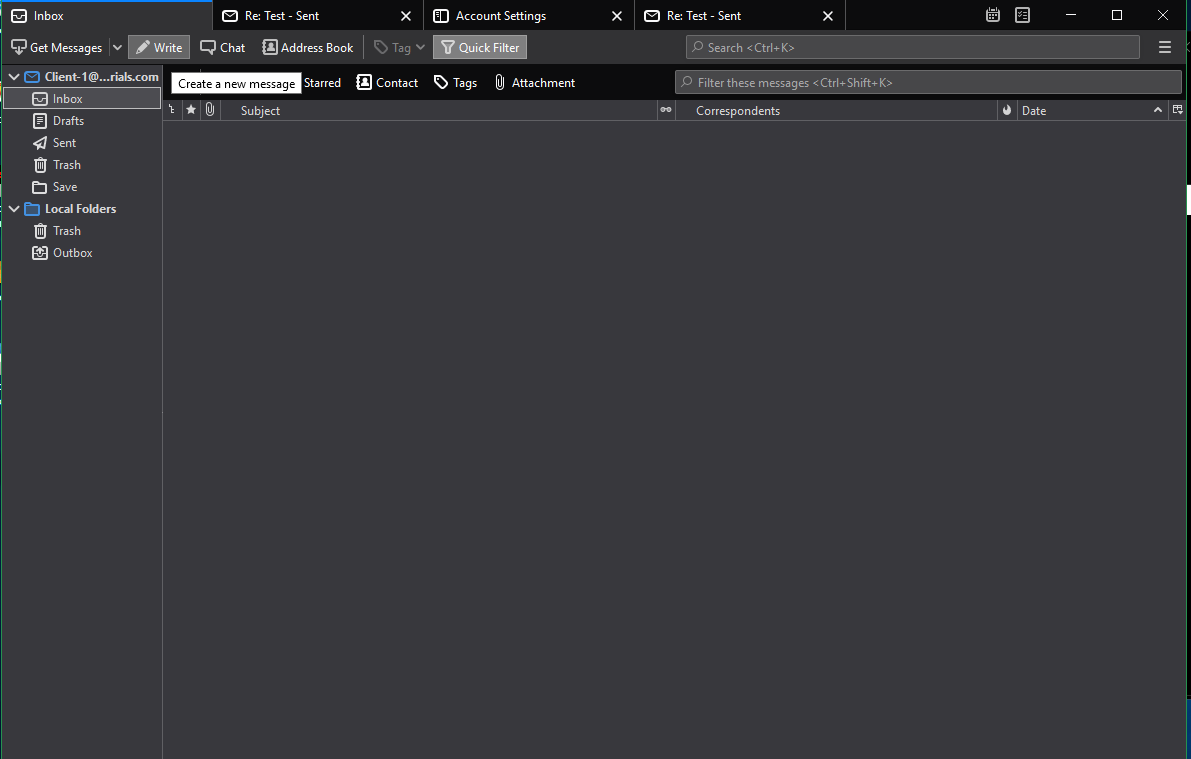 Inbox
Re: Test - Sent
Account Settings
Re: Test - Sent
Get Messages
Write
Chat
Address Book
Tag
Quick Filter
Search <Ctrl+K>
Client-1@...rials.com
Create a new message
Starred
Contact
Tags
Attachment
Filter these messages <Ctrl+Shift+K>
Inbox
Subject
Correspondents
Date
Drafts
Sent
Trash
Save
Local Folders
Trash
Outbox